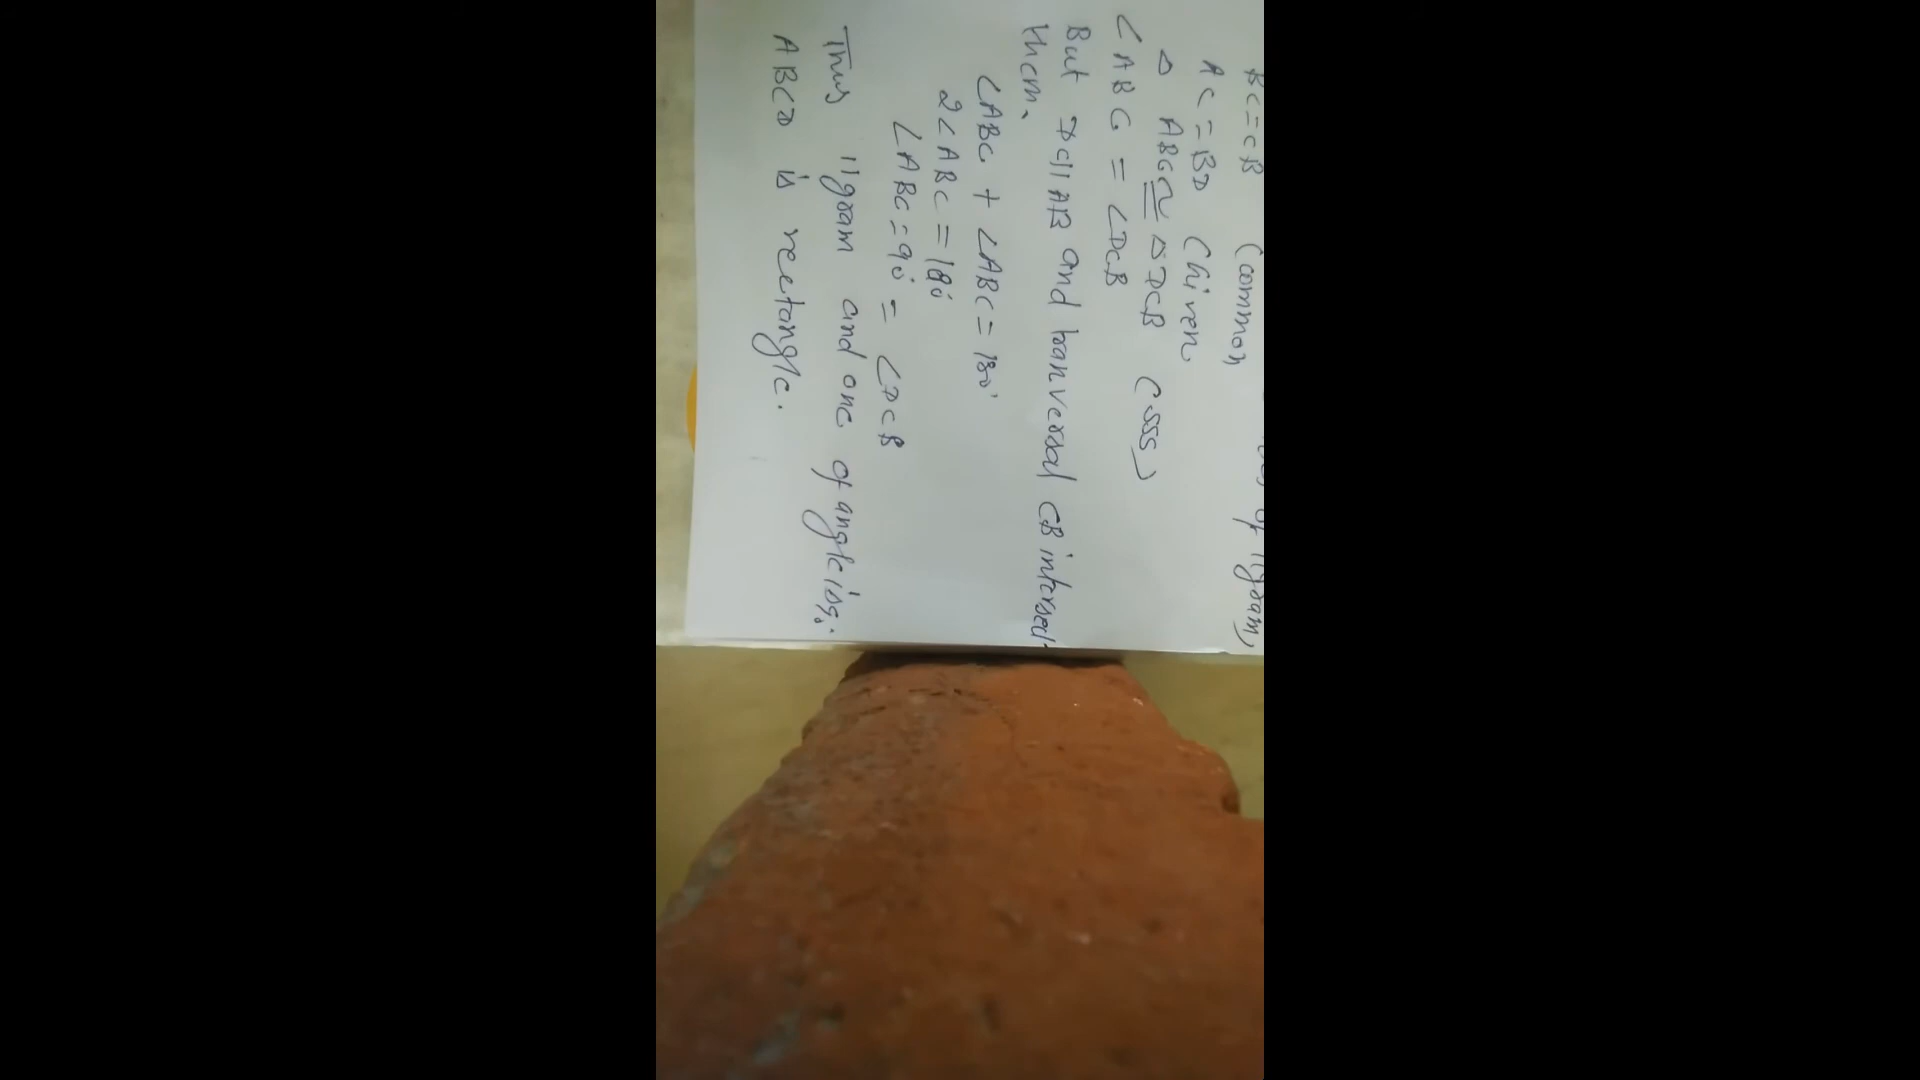 of ||gram)
BC=CB (common
AC=BD (Given
△ ABC ≅ △DCB (SSS)
∠ABC = ∠DCB
But DC||AB and tranversal CB intersect
them.
∠ABC + ∠ABC = 180°
2∠ABC = 180°
∠ABC = 90° = ∠DCB
Thus ||gram and one of angle is
ABCD is rectangle.